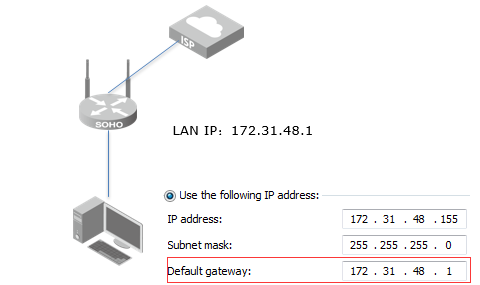 ISP
SOHO
LAN IP: 172.31.48.1
Use the following IP address:
IP address: 172 . 31 . 48 . 155
Subnet mask: 255 . 255 . 255 . 0
Default gateway: 172 . 31 . 48 . 1